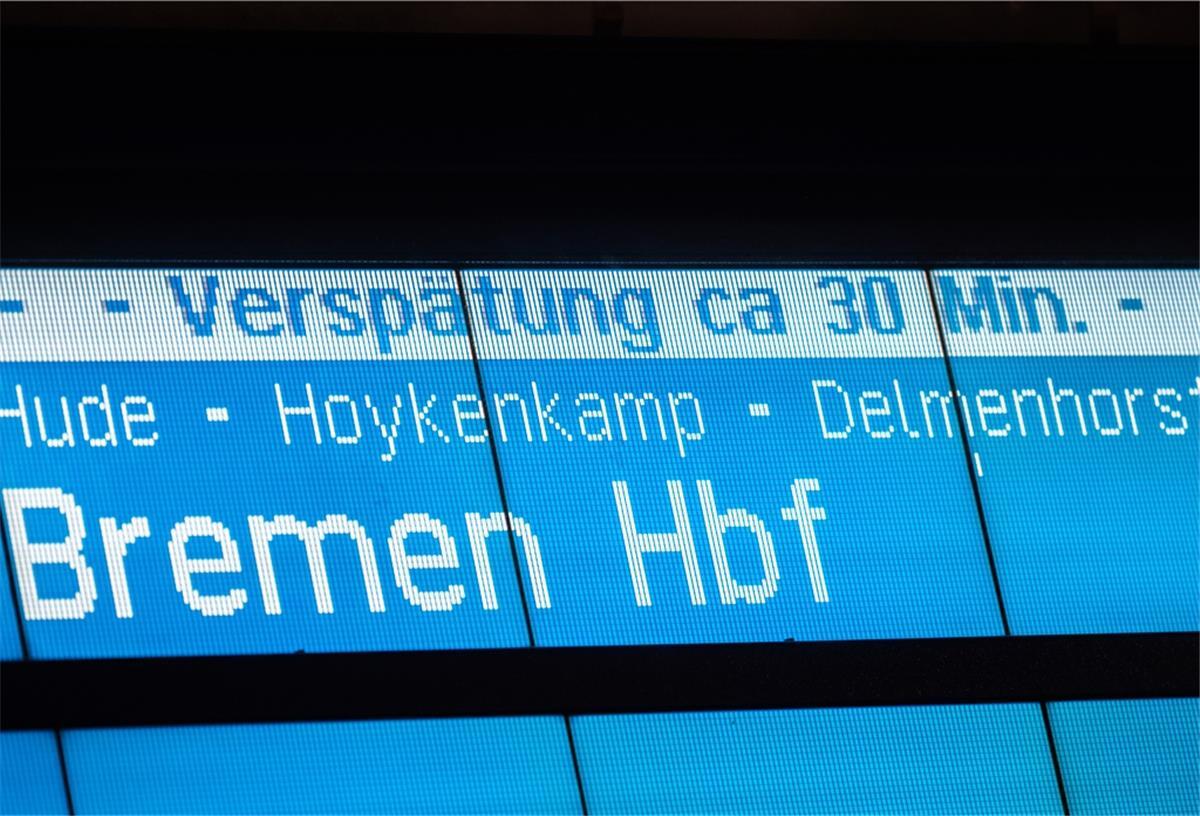 - - Verspätung ca 30 Min. -
Hude - Hoykenkamp - Delmenhorst
Bremen Hbf